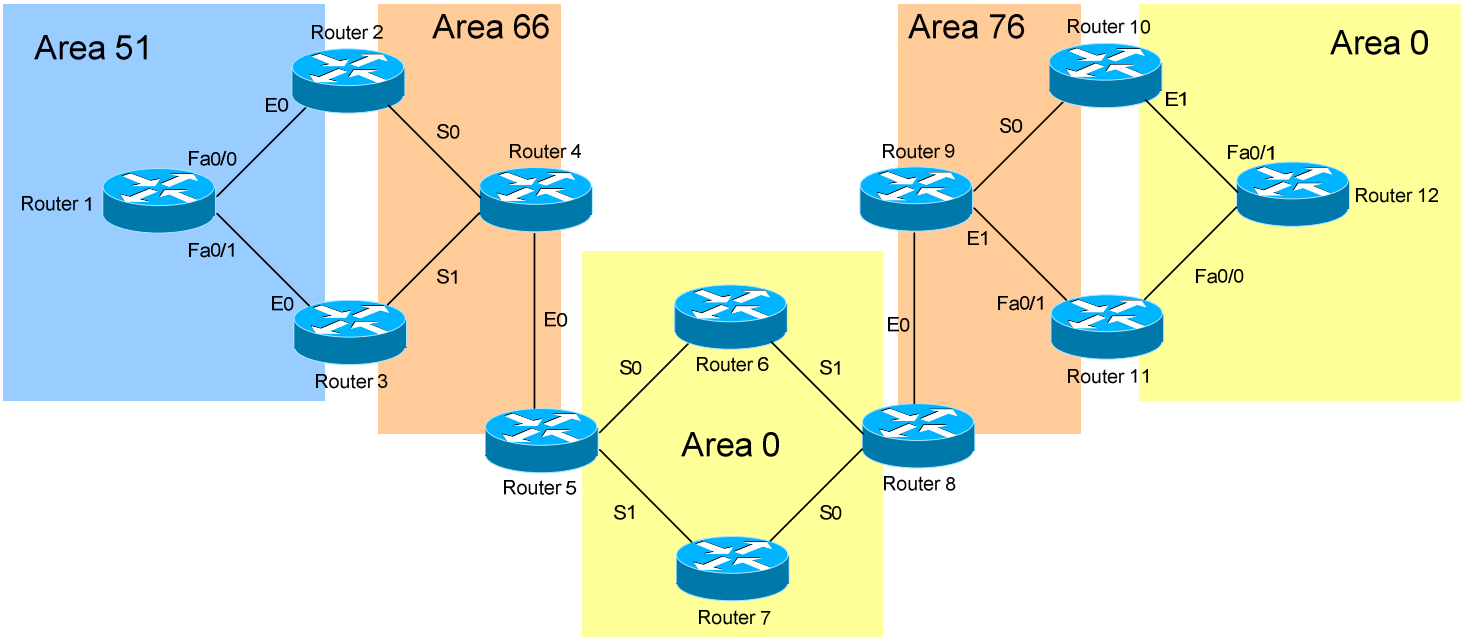 Area 51
Router 2
Area 66
E0
S0
Fa0/0
Router 4
Router 1
Fa0/1
S1
E0
Router 3
E0
Router 5
Area 76
Router 10
Area 0
E1
S0
Router 9
Fa0/1
Router 12
E1
Fa0/0
Fa0/1
E0
Router 11
Router 8
Router 6
S0
S1
Area 0
S1
S0
Router 7